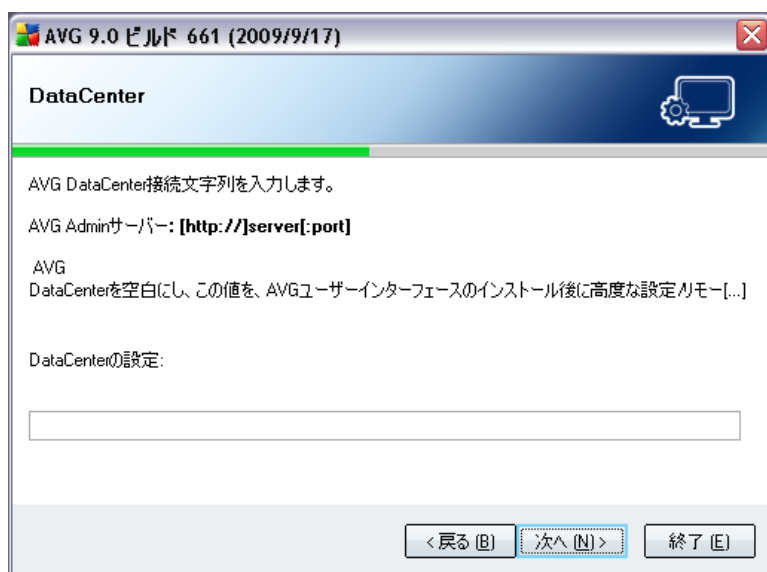 AVG 9.0 ビルド 661 (2009/9/17)
DataCenter
AVG DataCenter接続文字列を入力します。
AVG Adminサーバー: [http://]server[:port]
AVG
DataCenterを空白にし、この値を、AVGユーザーインターフェースのインストール後に高度な設定/リモー[...]
DataCenterの設定:
< 戻る (B)
次へ (N) >
終了 (E)